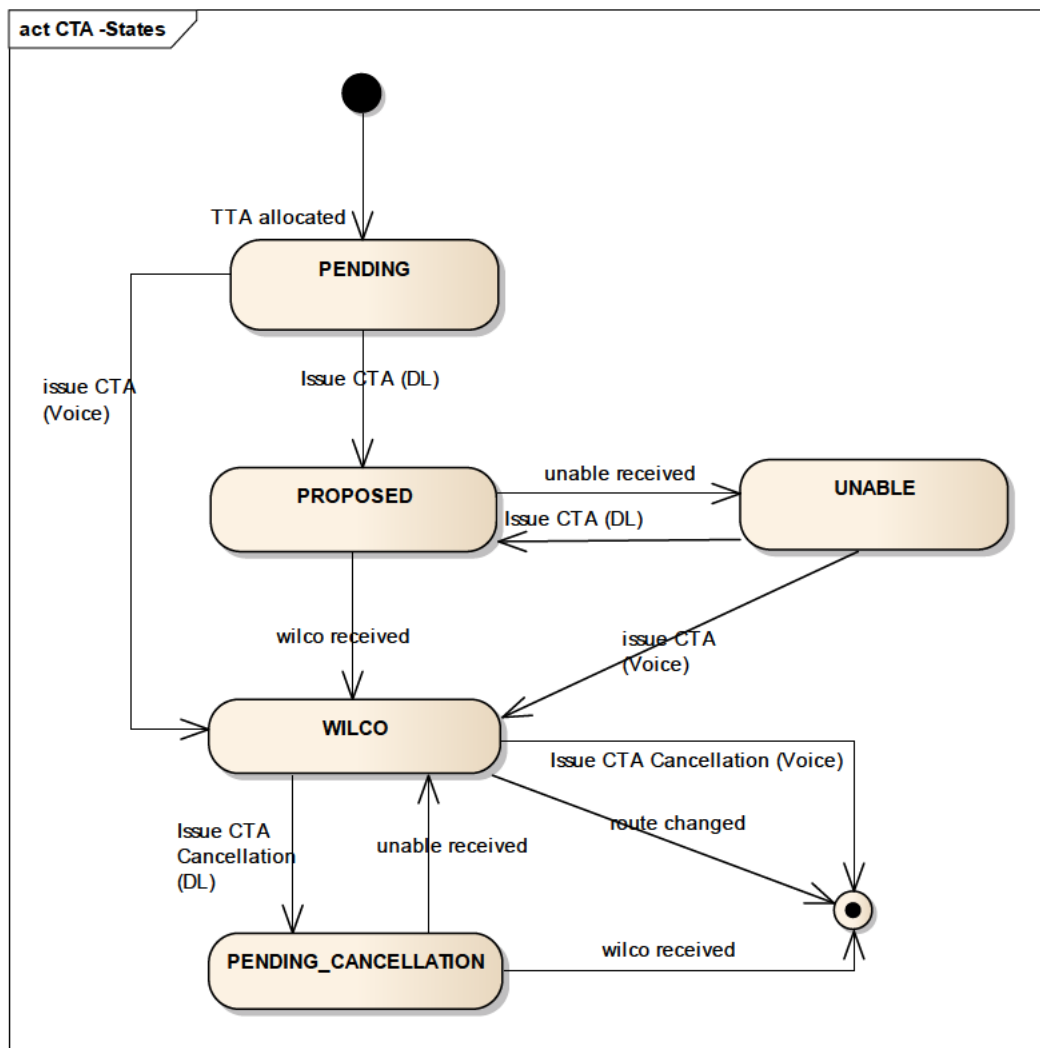 act CTA -States
TTA allocated
PENDING
issue CTA
(Voice)
Issue CTA (DL)
PROPOSED
unable received
UNABLE
Issue CTA (DL)
wilco received
issue CTA
(Voice)
WILCO
Issue CTA Cancellation (Voice)
route changed
Issue CTA
Cancellation
(DL)
unable received
PENDING_CANCELLATION
wilco received